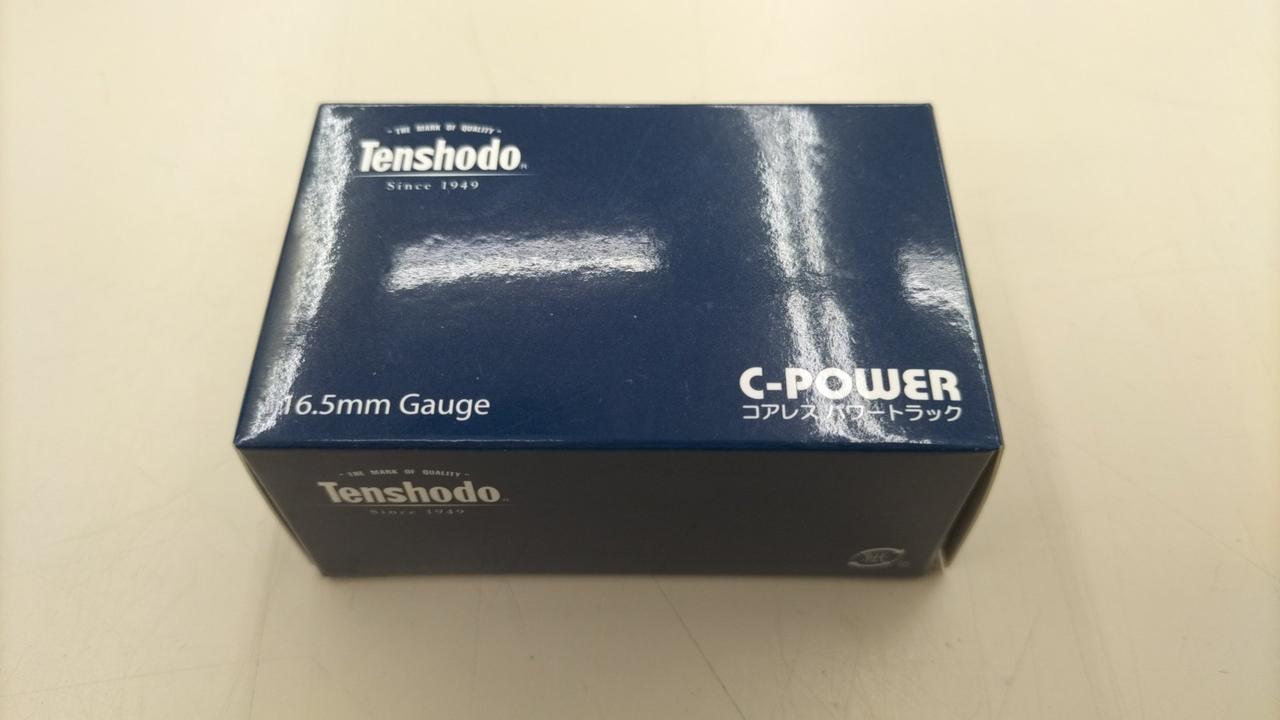 - THE MARK OF QUALITY -
Tenshodo®
Since 1949
16.5mm Gauge
C-POWER
コアレス パワートラック
- THE MARK OF QUALITY -
Tenshodo®
Since 1949